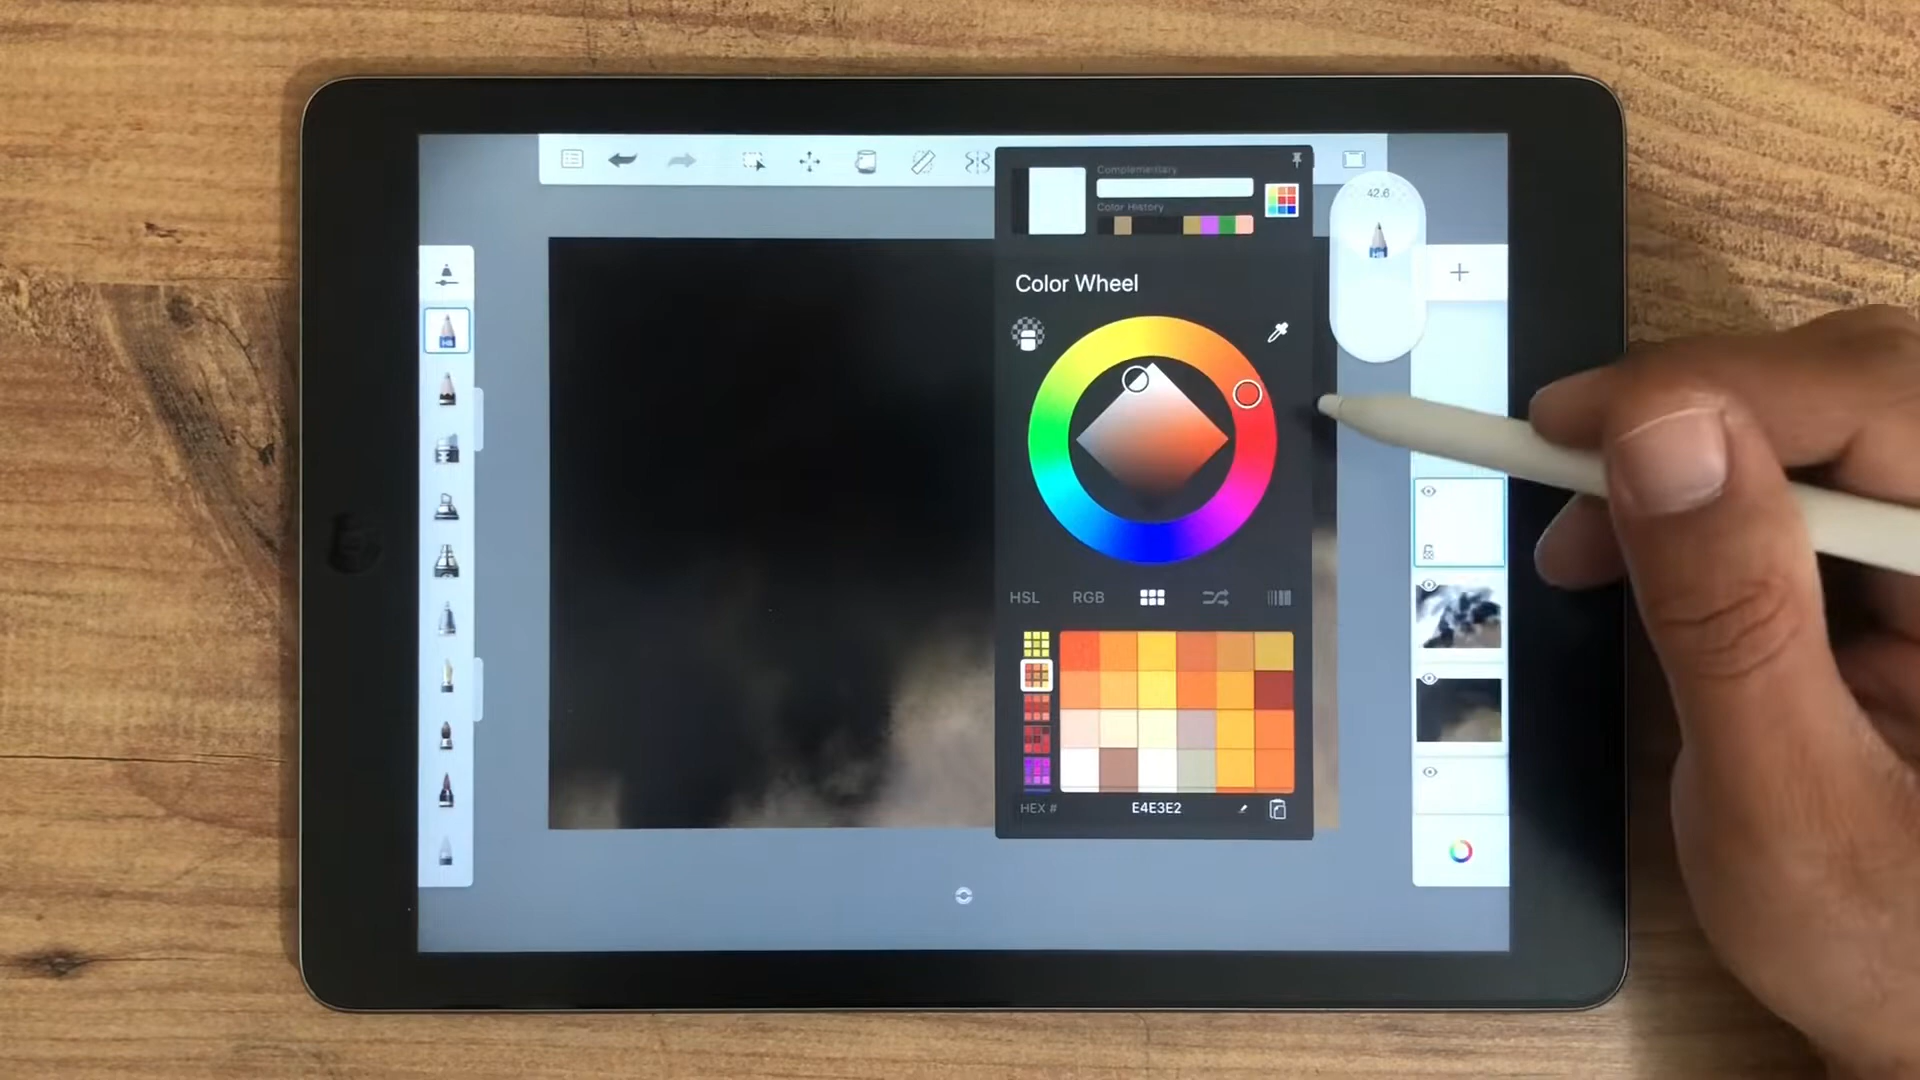 Complementary
42.6
Color History
Color Wheel
HSL RGB
HEX # E4E3E2